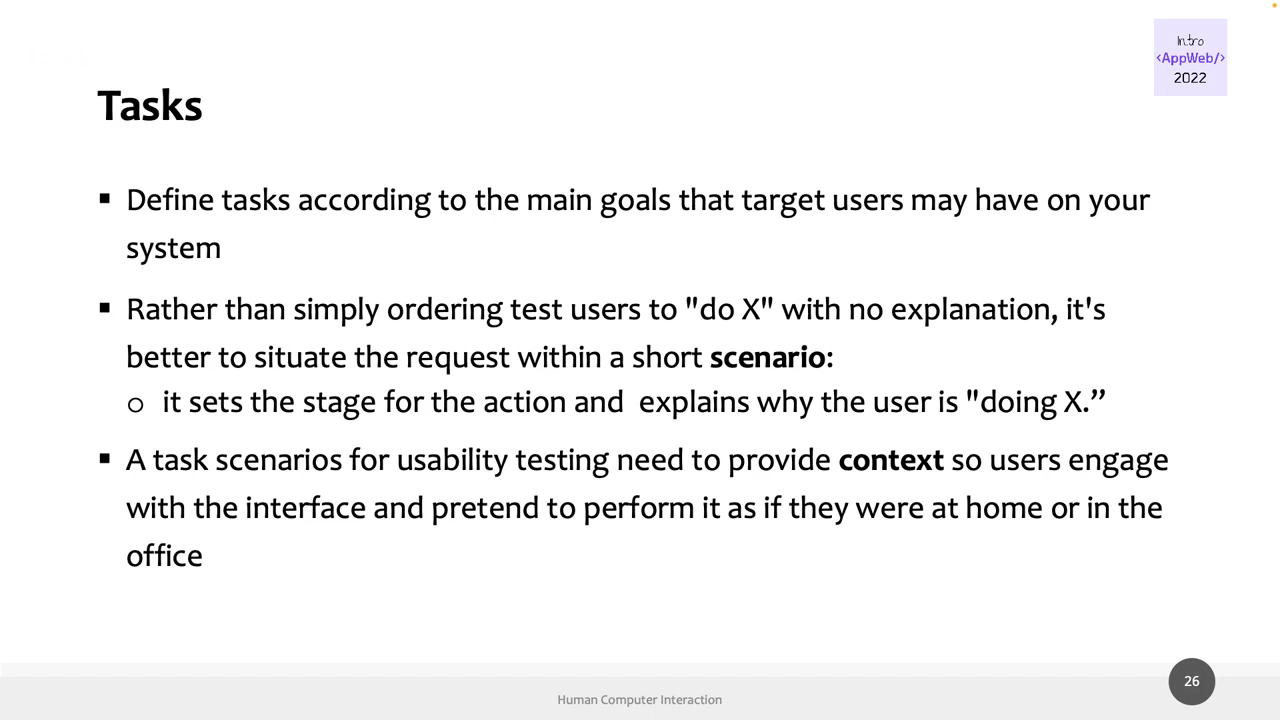 Intro
<AppWeb/>
2022
Tasks
▪ Define tasks according to the main goals that target users may have on your
system
▪ Rather than simply ordering test users to "do X" with no explanation, it's
better to situate the request within a short scenario:
o it sets the stage for the action and  explains why the user is "doing X.”
▪ A task scenarios for usability testing need to provide context so users engage
with the interface and pretend to perform it as if they were at home or in the
office
Human Computer Interaction
26